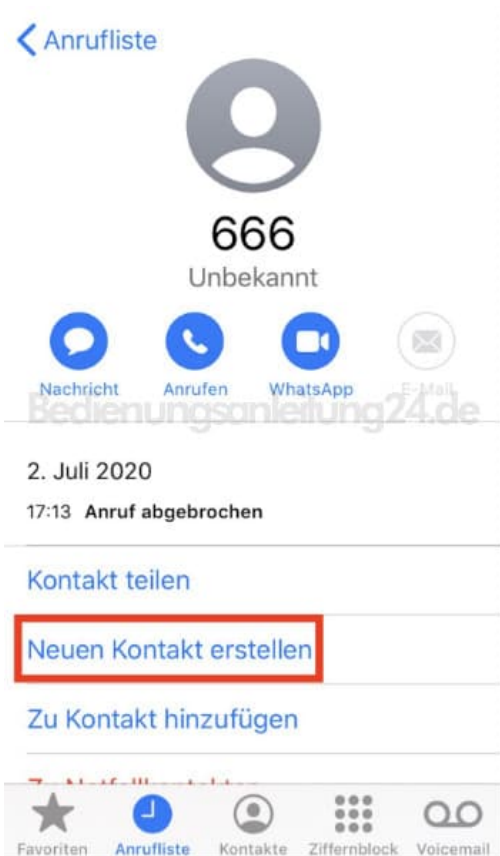 Anrufliste
666
Unbekannt
Nachricht Anrufen WhatsApp E-Mail
Bedienungsanleitung24.de
2. Juli 2020
17:13 Anruf abgebrochen
Kontakt teilen
Neuen Kontakt erstellen
Zu Kontakt hinzufügen
Favoriten Anrufliste Kontakte Ziffernblock Voicemail